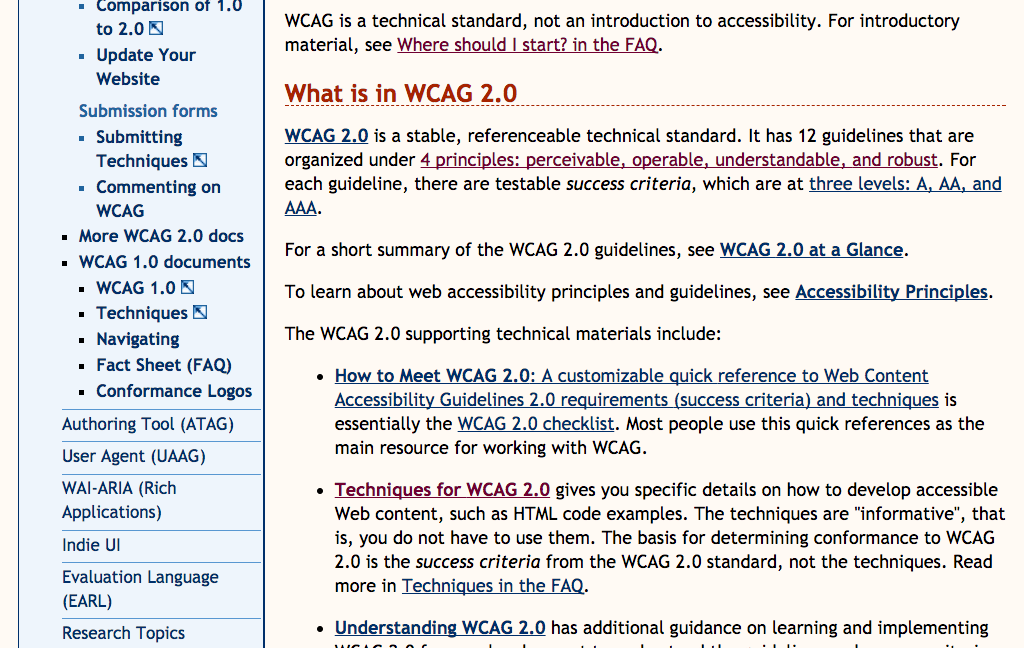 Comparison of 1.0
to 2.0
Update Your
Website
Submission forms
Submitting
Techniques
Commenting on
WCAG
More WCAG 2.0 docs
WCAG 1.0 documents
WCAG 1.0
Techniques
Navigating
Fact Sheet (FAQ)
Conformance Logos
Authoring Tool (ATAG)
User Agent (UAAG)
WAI-ARIA (Rich
Applications)
Indie UI
Evaluation Language
(EARL)
Research Topics
WCAG is a technical standard, not an introduction to accessibility. For introductory
material, see Where should I start? in the FAQ.
What is in WCAG 2.0
WCAG 2.0 is a stable, referenceable technical standard. It has 12 guidelines that are
organized under 4 principles: perceivable, operable, understandable, and robust. For
each guideline, there are testable success criteria, which are at three levels: A, AA, and
AAA.
For a short summary of the WCAG 2.0 guidelines, see WCAG 2.0 at a Glance.
To learn about web accessibility principles and guidelines, see Accessibility Principles.
The WCAG 2.0 supporting technical materials include:
How to Meet WCAG 2.0: A customizable quick reference to Web Content
Accessibility Guidelines 2.0 requirements (success criteria) and techniques is
essentially the WCAG 2.0 checklist. Most people use this quick references as the
main resource for working with WCAG.
Techniques for WCAG 2.0 gives you specific details on how to develop accessible
Web content, such as HTML code examples. The techniques are "informative", that
is, you do not have to use them. The basis for determining conformance to WCAG
2.0 is the success criteria from the WCAG 2.0 standard, not the techniques. Read
more in Techniques in the FAQ.
Understanding WCAG 2.0 has additional guidance on learning and implementing